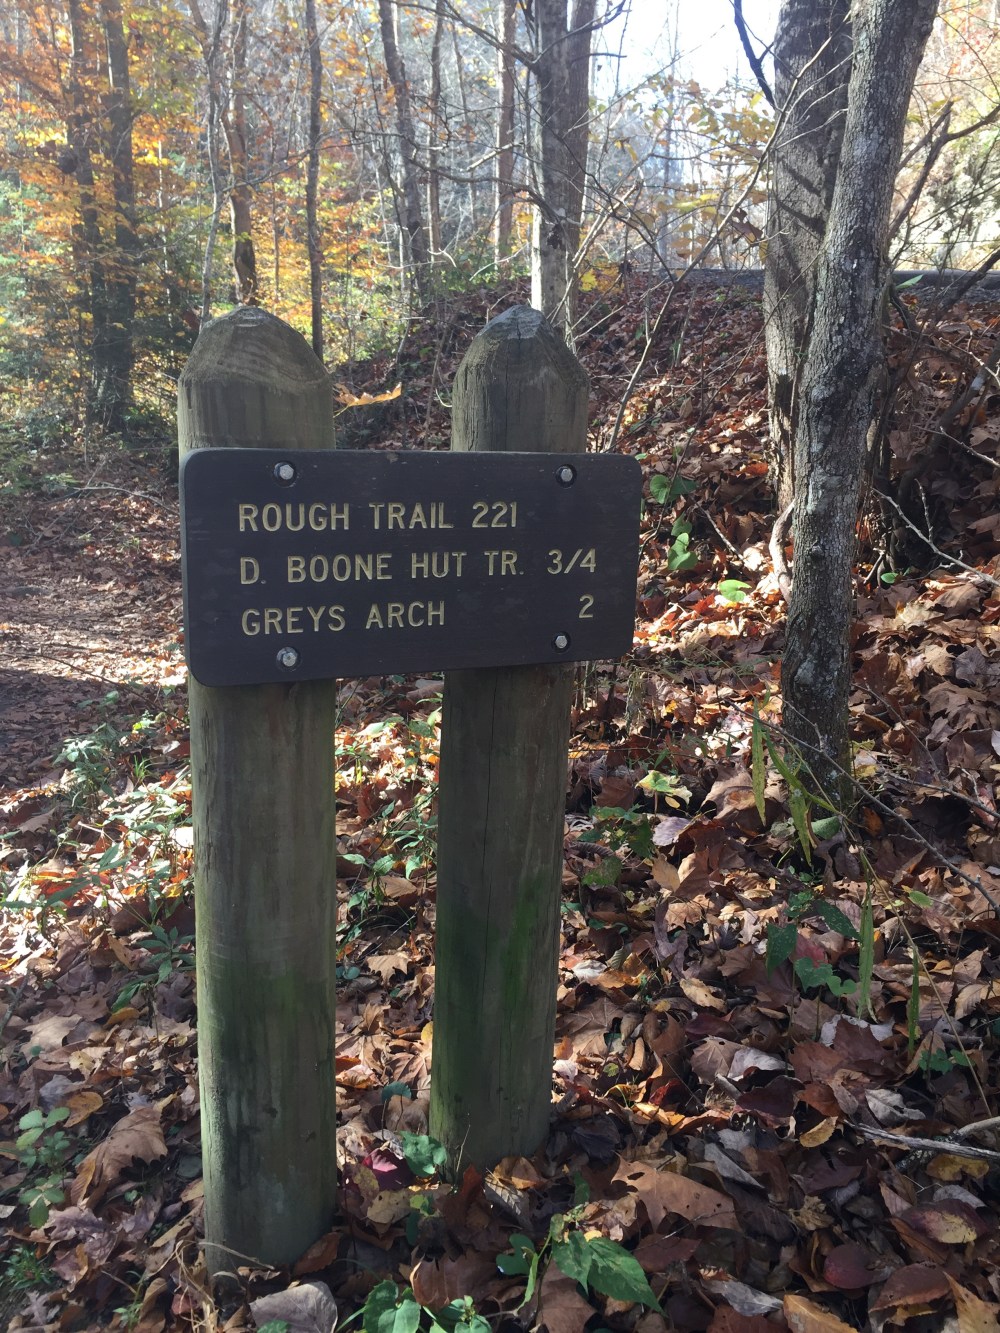 ROUGH TRAIL 221
D. BOONE HUT TR. 3/4
GREYS ARCH 2